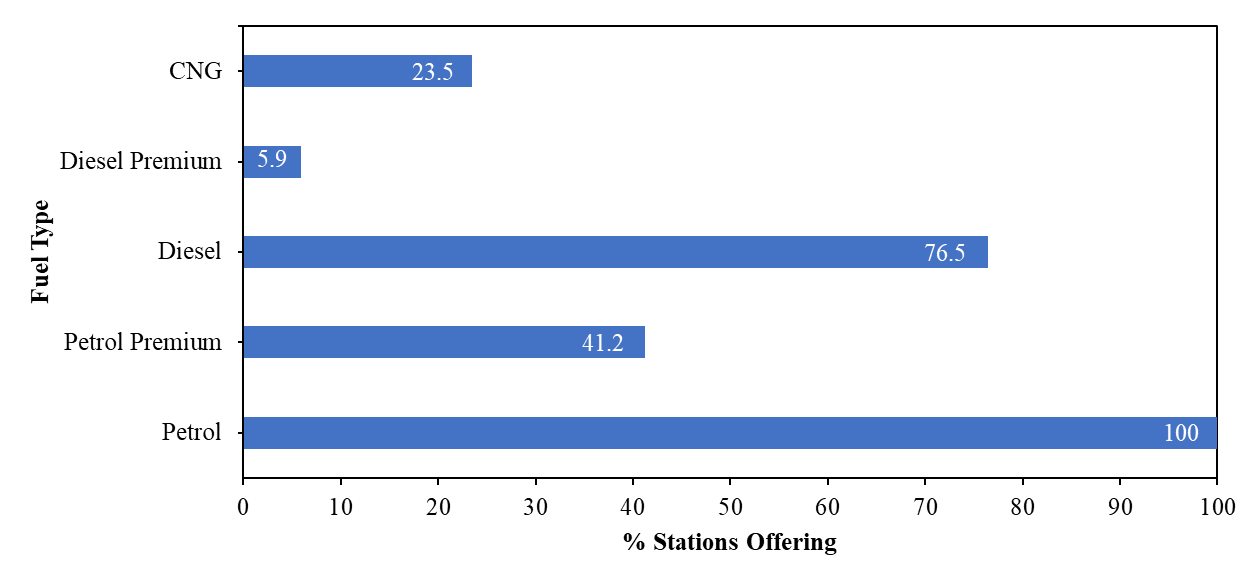 CNG
23.5
Diesel Premium
5.9
Diesel
76.5
Petrol Premium
41.2
Petrol
100
Fuel Type
0 10 20 30 40 50 60 70 80 90 100
% Stations Offering